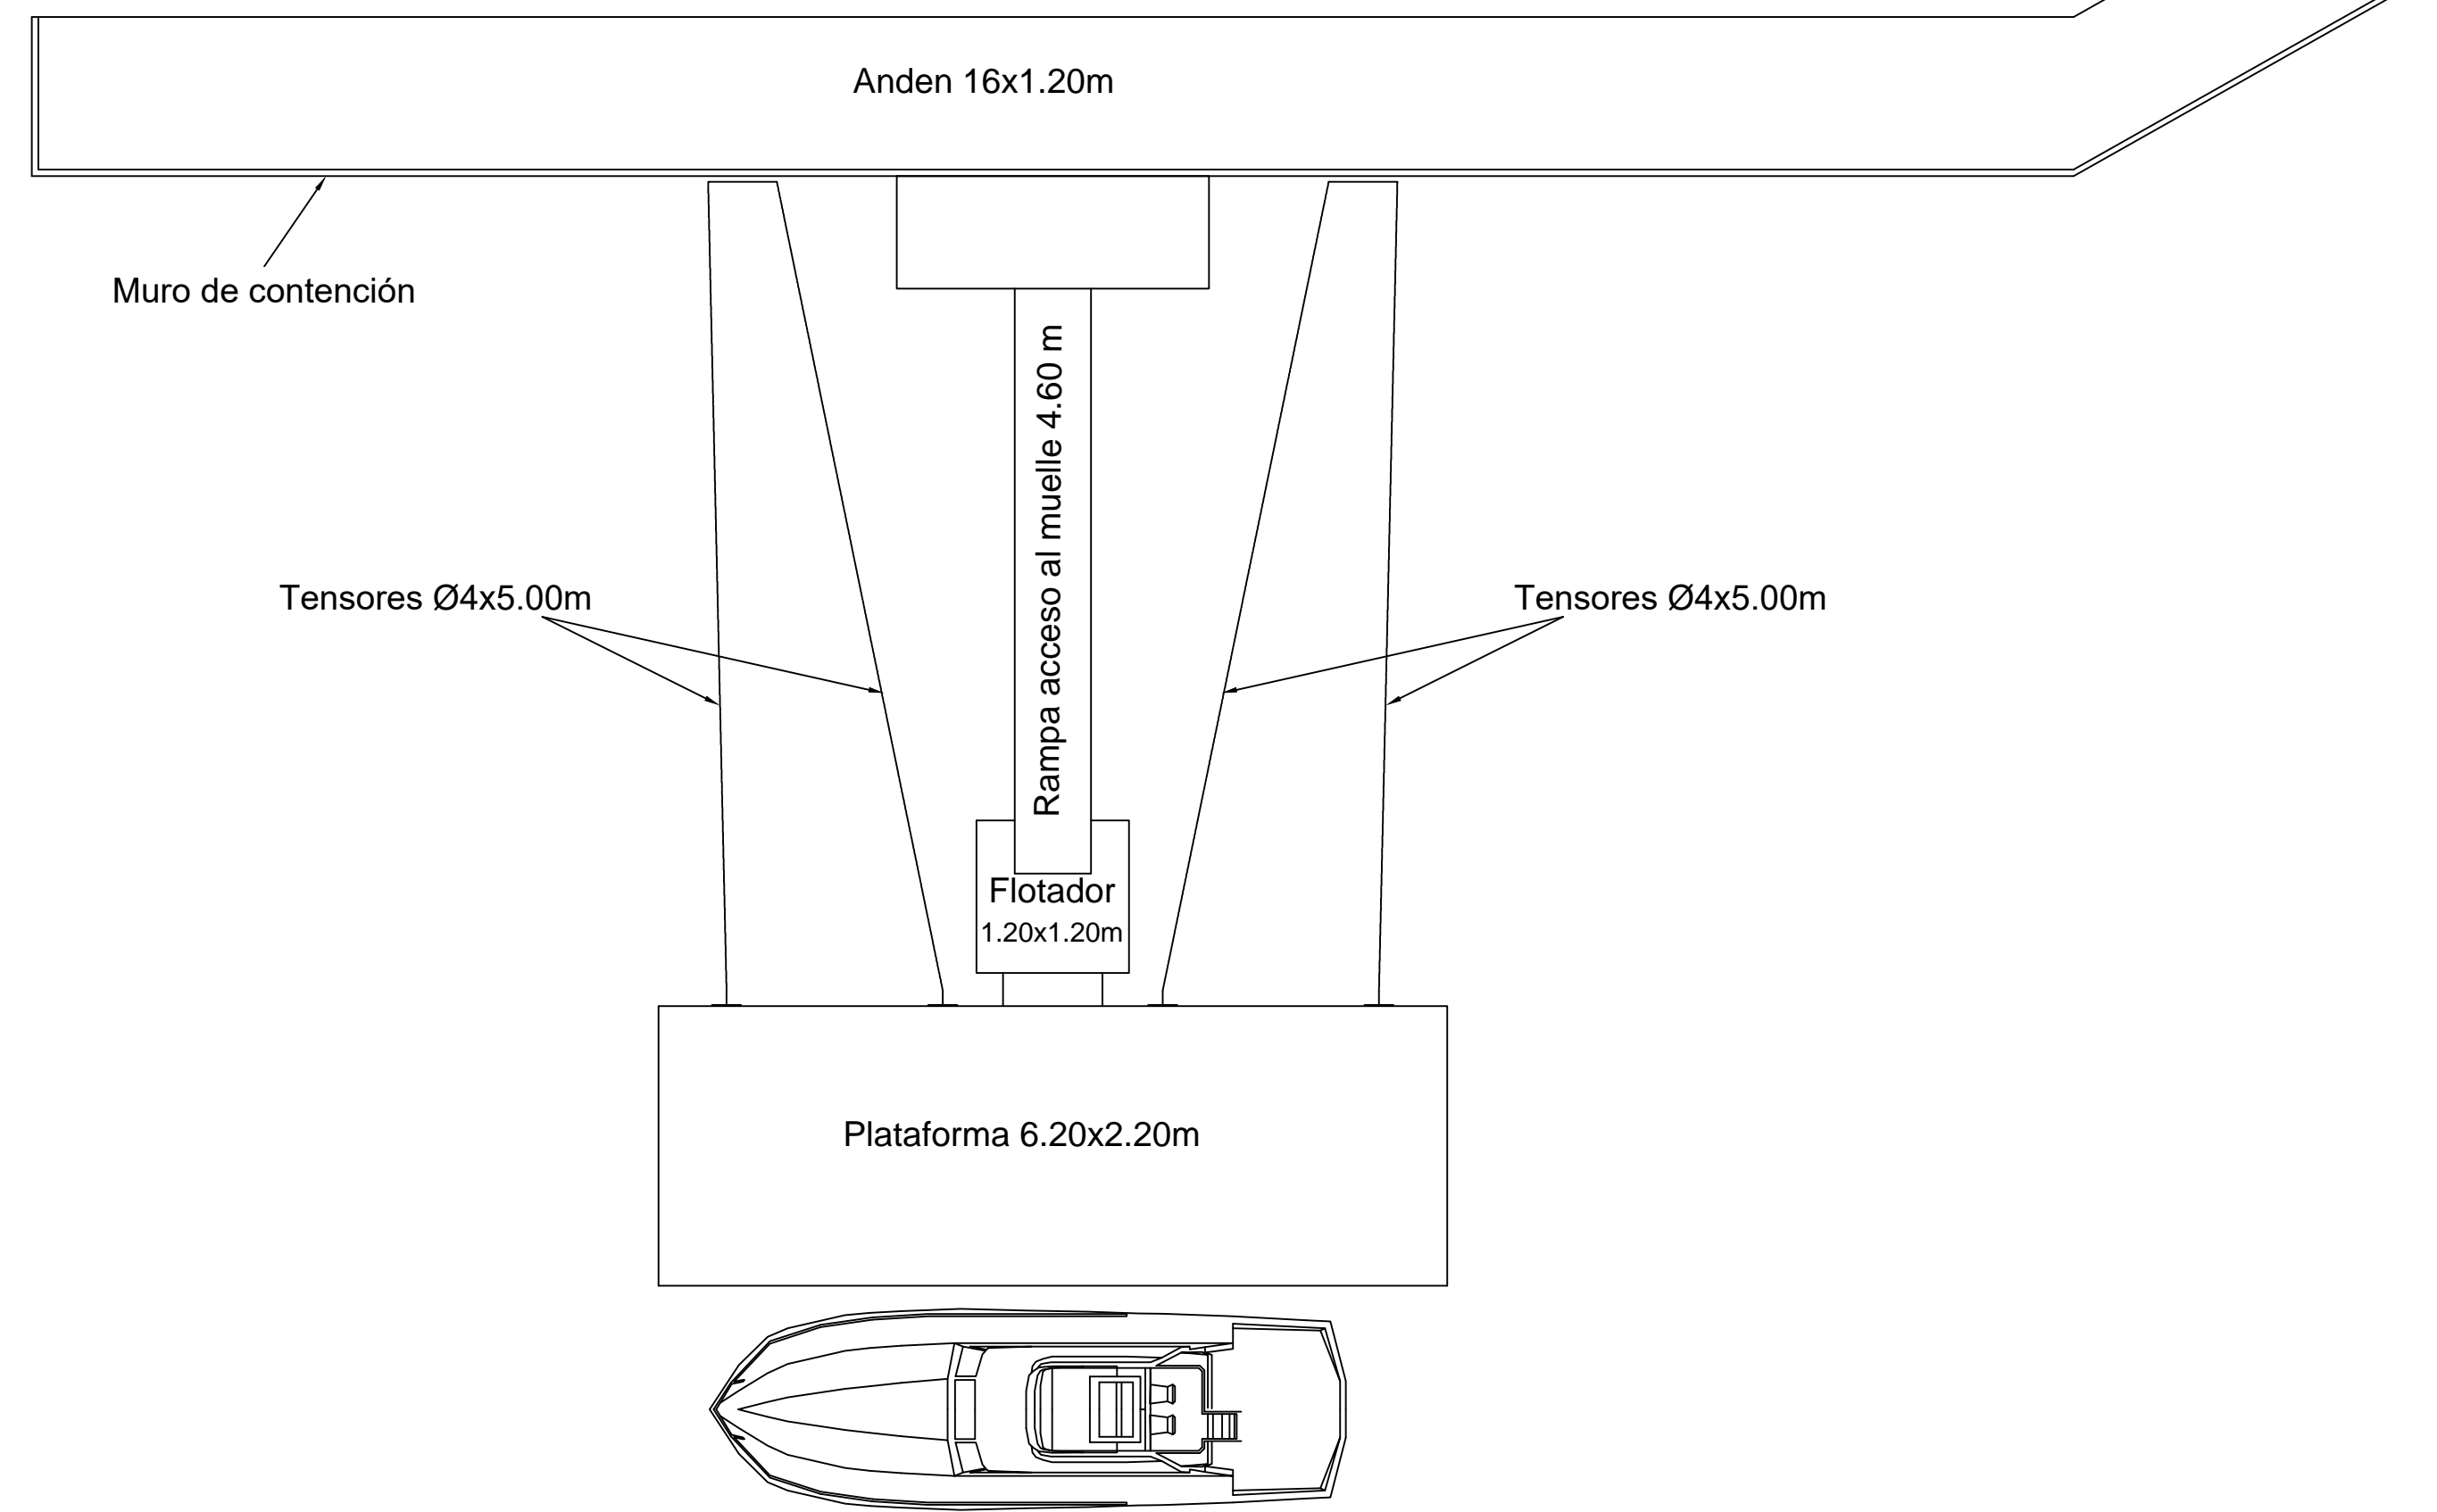 Anden 16x1.20m
Muro de contención
Rampa acceso al muelle 4.60 m
Tensores Ø4x5.00m
Tensores Ø4x5.00m
Flotador
1.20x1.20m
Plataforma 6.20x2.20m